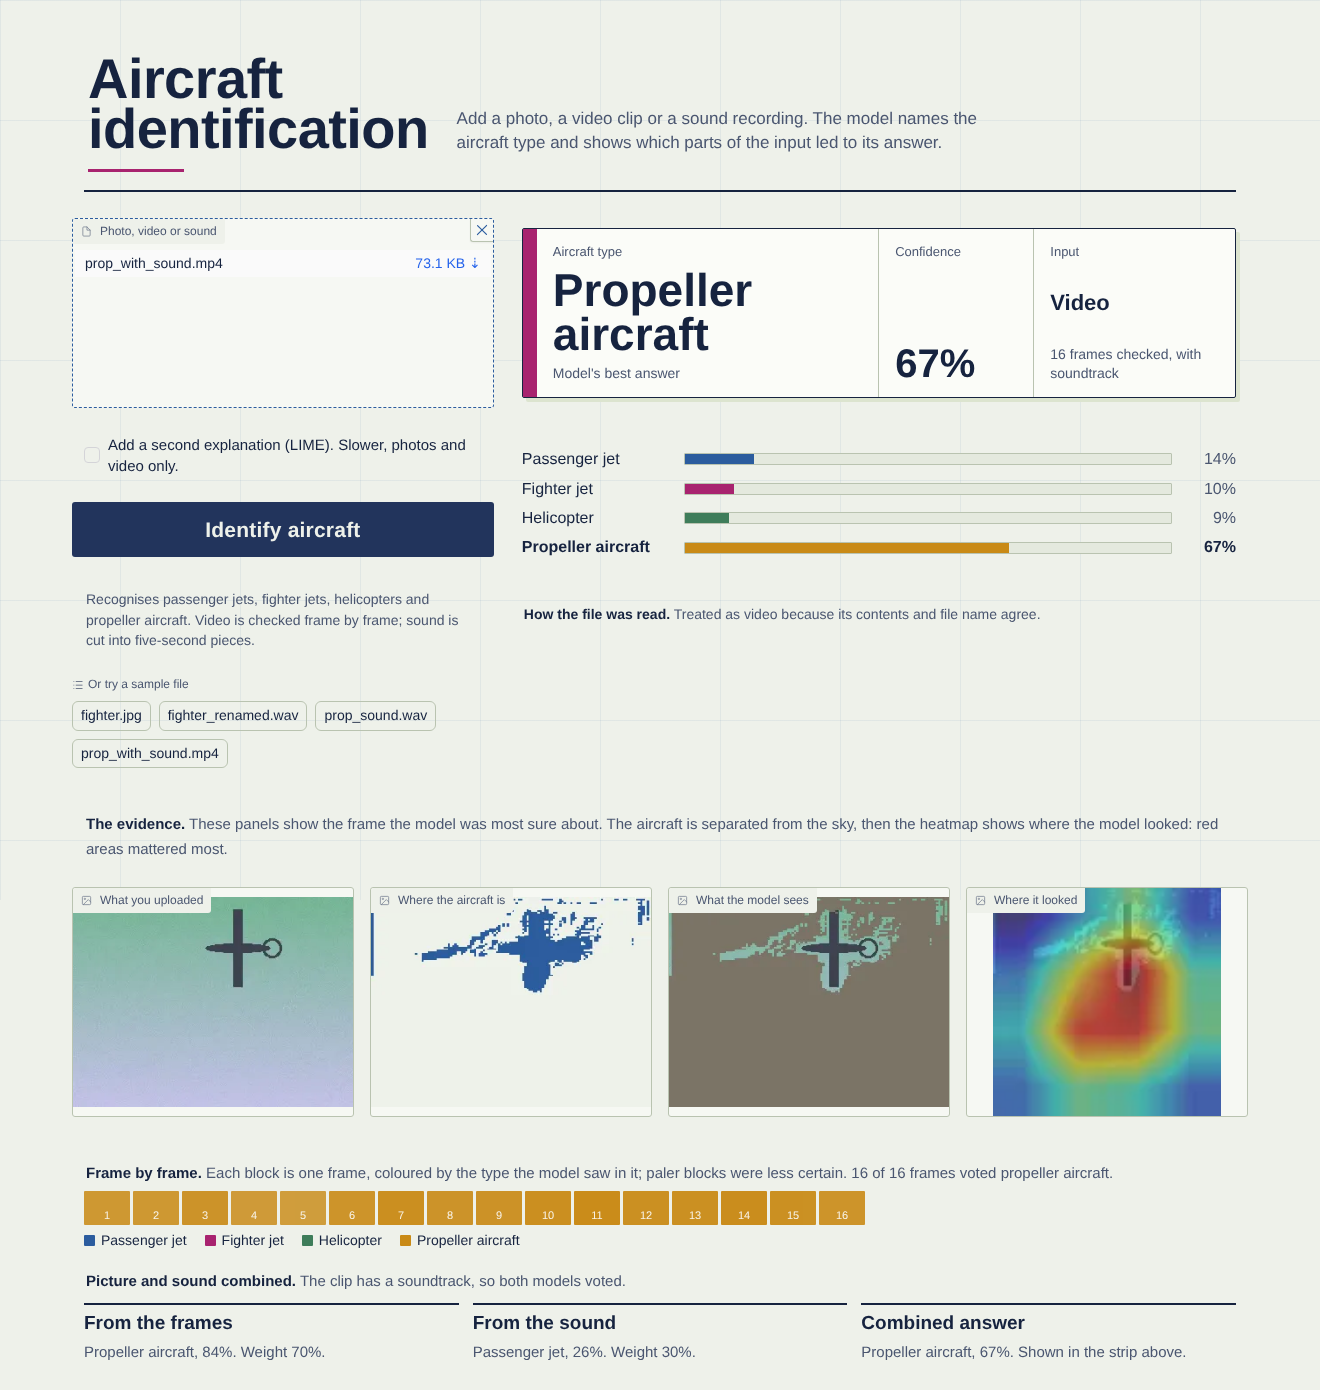 Aircraft
identification
Add a photo, a video clip or a sound recording. The model names the
aircraft type and shows which parts of the input led to its answer.
Photo, video or sound
prop_with_sound.mp4
73.1 KB ⇣
Aircraft type
Propeller
aircraft
Model's best answer
Confidence
67%
Input
Video
16 frames checked, with
soundtrack
Add a second explanation (LIME). Slower, photos and
video only.
Identify aircraft
Recognises passenger jets, fighter jets, helicopters and
propeller aircraft. Video is checked frame by frame; sound is
cut into five-second pieces.
Or try a sample file
fighter.jpg
fighter_renamed.wav
prop_sound.wav
prop_with_sound.mp4
Passenger jet 14%
Fighter jet 10%
Helicopter 9%
Propeller aircraft 67%
How the file was read. Treated as video because its contents and file name agree.
The evidence. These panels show the frame the model was most sure about. The aircraft is separated from the sky, then the heatmap shows where the model looked: red
areas mattered most.
What you uploaded
Where the aircraft is
What the model sees
Where it looked
Frame by frame. Each block is one frame, coloured by the type the model saw in it; paler blocks were less certain. 16 of 16 frames voted propeller aircraft.
1 2 3 4 5 6 7 8 9 10 11 12 13 14 15 16
Passenger jet Fighter jet Helicopter Propeller aircraft
Picture and sound combined. The clip has a soundtrack, so both models voted.
From the frames
Propeller aircraft, 84%. Weight 70%.
From the sound
Passenger jet, 26%. Weight 30%.
Combined answer
Propeller aircraft, 67%. Shown in the strip above.